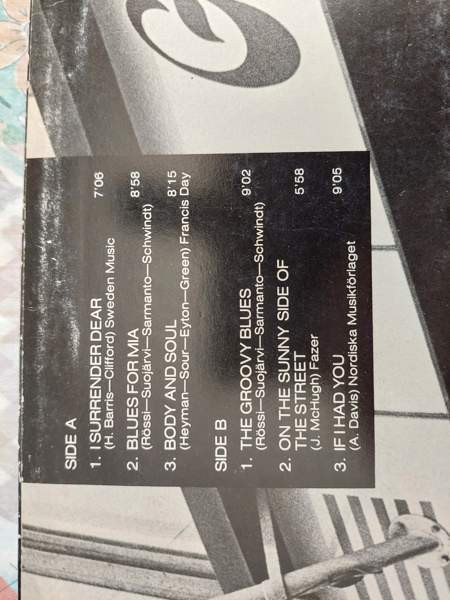 SIDE A
1. I SURRENDER DEAR 7'06
(H. Barris—Clifford) Sweden Music
2. BLUES FOR MIA 8'58
(Rössi—Suojärvi—Sarmanto—Schwindt)
3. BODY AND SOUL 8'15
(Heyman—Sour—Eyton—Green) Francis Day
SIDE B
1. THE GROOVY BLUES 9'02
(Rössi—Suojärvi—Sarmanto—Schwindt)
2. ON THE SUNNY SIDE OF
THE STREET 5'58
(J. McHugh) Fazer
3. IF I HAD YOU 9'05
(A. Davis) Nordiska Musikförlaget